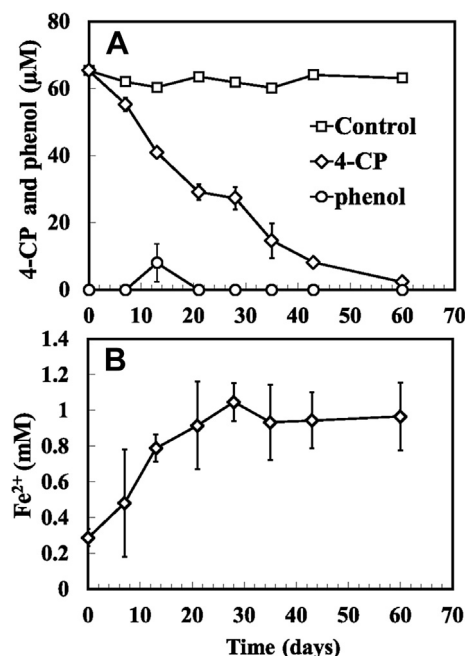 A
4-CP and phenol (µM)
80
60
40
20
0
Control
4-CP
phenol
0 10 20 30 40 50 60 70
B
Fe²⁺ (mM)
1.4
1.2
1
0.8
0.6
0.4
0.2
0
0 10 20 30 40 50 60 70
Time (days)